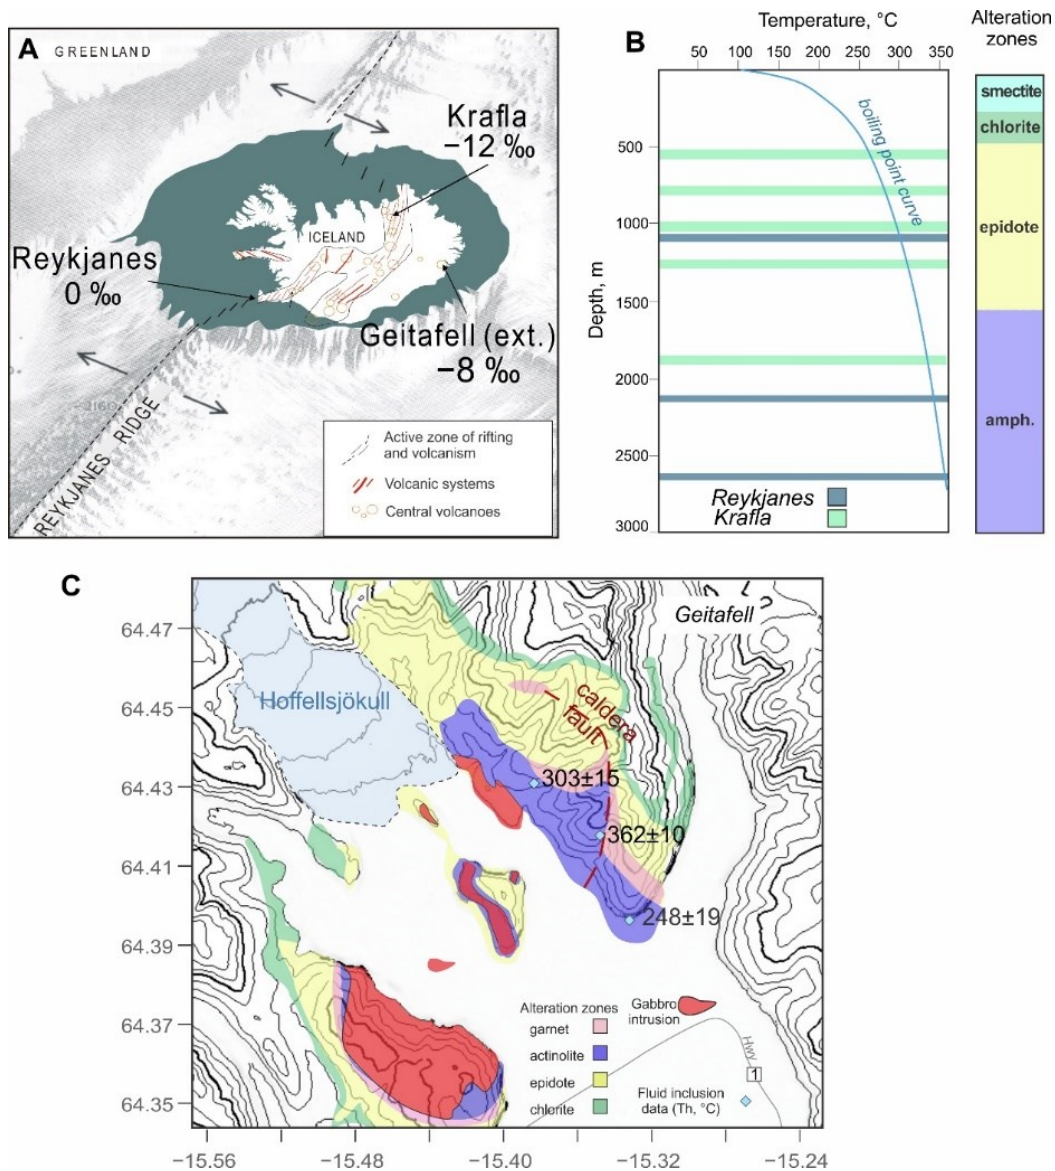 A
GREENLAND
Krafla
−12 ‰
ICELAND
Reykjanes
0 ‰
Geitafell (ext.)
−8 ‰
REYKJANES RIDGE
Active zone of rifting
and volcanism
Volcanic systems
Central volcanoes
B
Temperature, °C
50 100 150 200 250 300 350
Depth, m
500
1000
1500
2000
2500
3000
boiling point curve
Reykjanes
Krafla
Alteration
zones
smectite
chlorite
epidote
amph.
C
Geitafell
64.47
64.45
64.43
64.41
64.39
64.37
64.35
Hoffellsjökull
caldera
fault
303±15
362±10
248±19
Alteration zones
garnet
actinolite
epidote
chlorite
Gabbro
intrusion
Fluid inclusion
data (Th, °C)
Hwy
1
−15.56 −15.48 −15.40 −15.32 −15.24